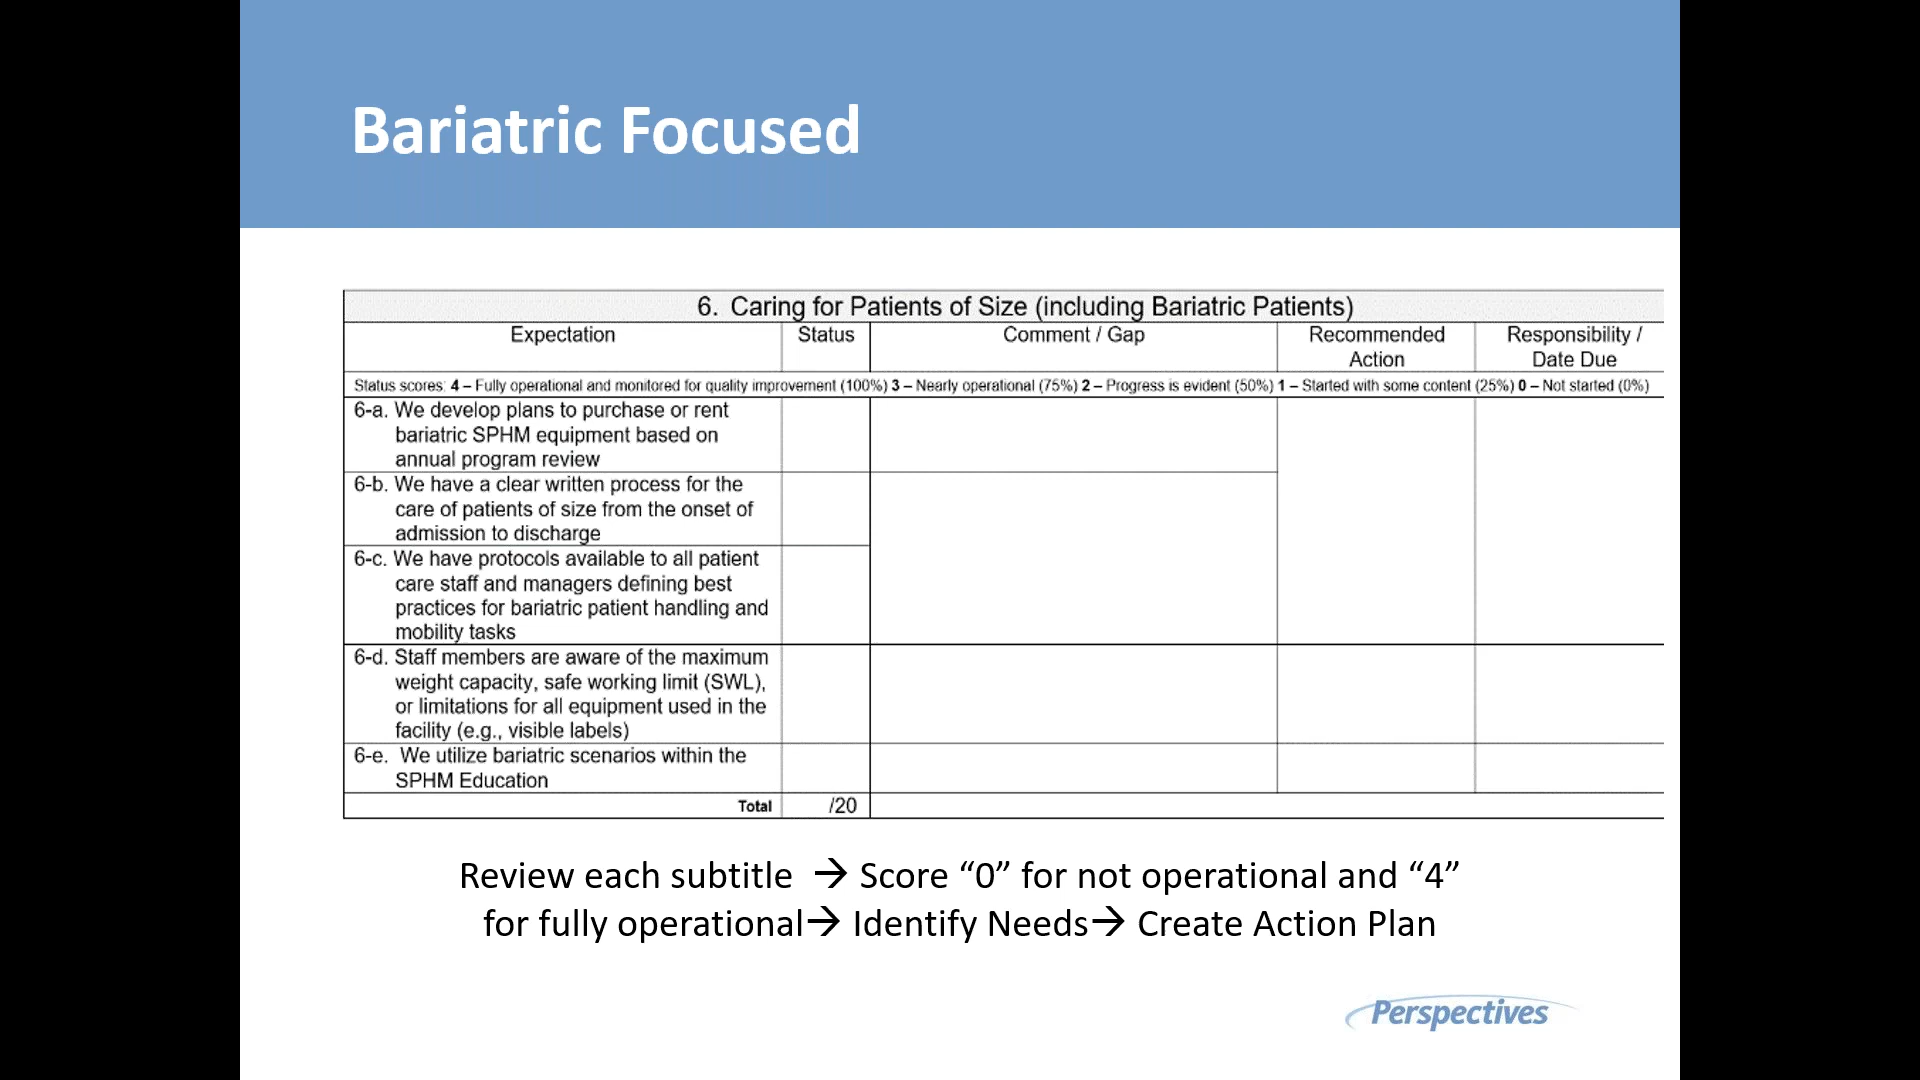 Bariatric Focused
6. Caring for Patients of Size (including Bariatric Patients)
Expectation Status Comment / Gap Recommended Action Responsibility / Date Due
Status scores: 4 – Fully operational and monitored for quality improvement (100%) 3 – Nearly operational (75%) 2 – Progress is evident (50%) 1 – Started with some content (25%) 0 – Not started (0%)
6-a. We develop plans to purchase or rent
bariatric SPHM equipment based on
annual program review
6-b. We have a clear written process for the
care of patients of size from the onset of
admission to discharge
6-c. We have protocols available to all patient
care staff and managers defining best
practices for bariatric patient handling and
mobility tasks
6-d. Staff members are aware of the maximum
weight capacity, safe working limit (SWL),
or limitations for all equipment used in the
facility (e.g., visible labels)
6-e. We utilize bariatric scenarios within the
SPHM Education
Total /20
Review each subtitle → Score “0” for not operational and “4”
for fully operational→ Identify Needs→ Create Action Plan
Perspectives